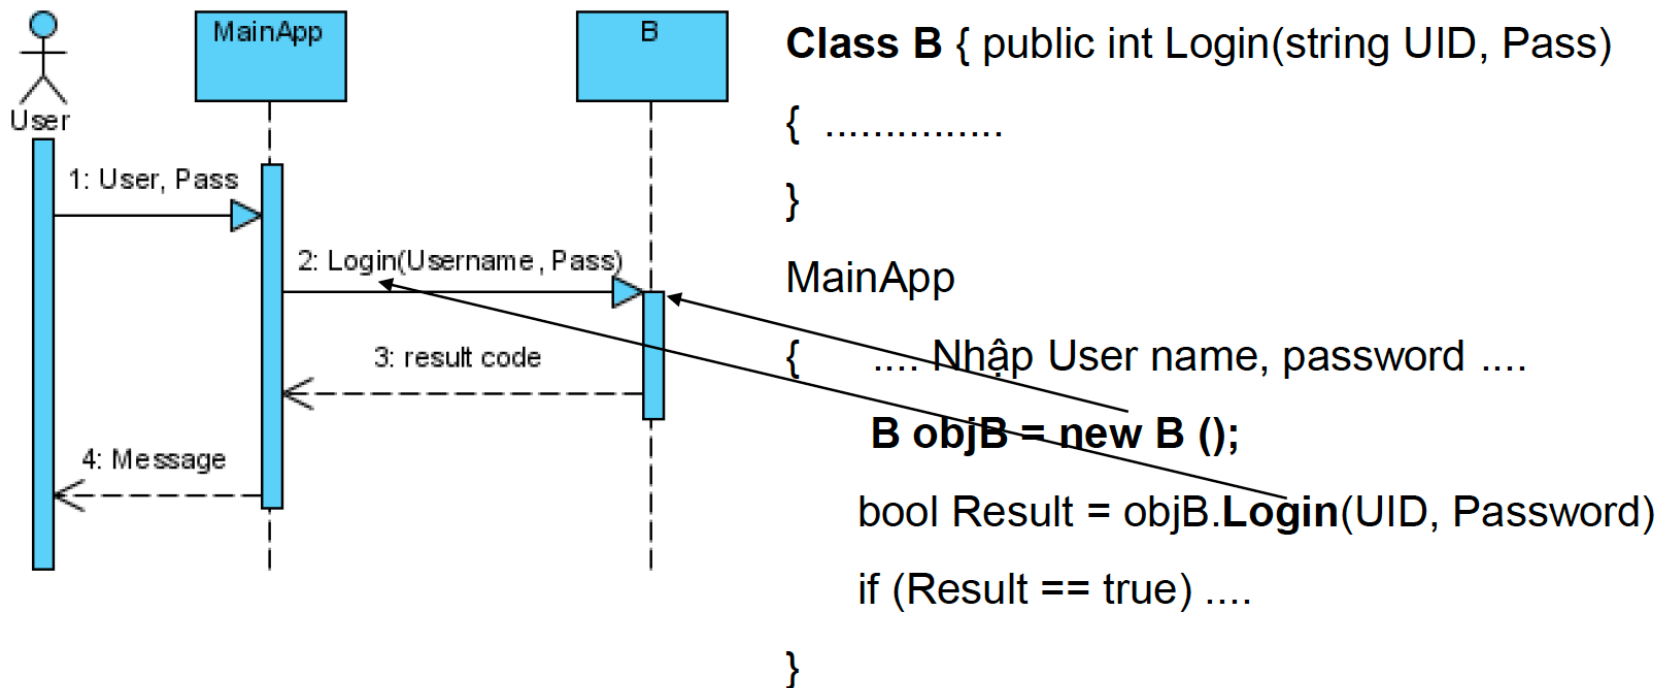 MainApp
B
User
1: User, Pass
2: Login(Username, Pass)
3: result code
4: Message
Class B { public int Login(string UID, Pass)
{ ...............
}
MainApp
{ .... Nhập User name, password ....
B objB = new B ();
bool Result = objB.Login(UID, Password)
if (Result == true) ....
}